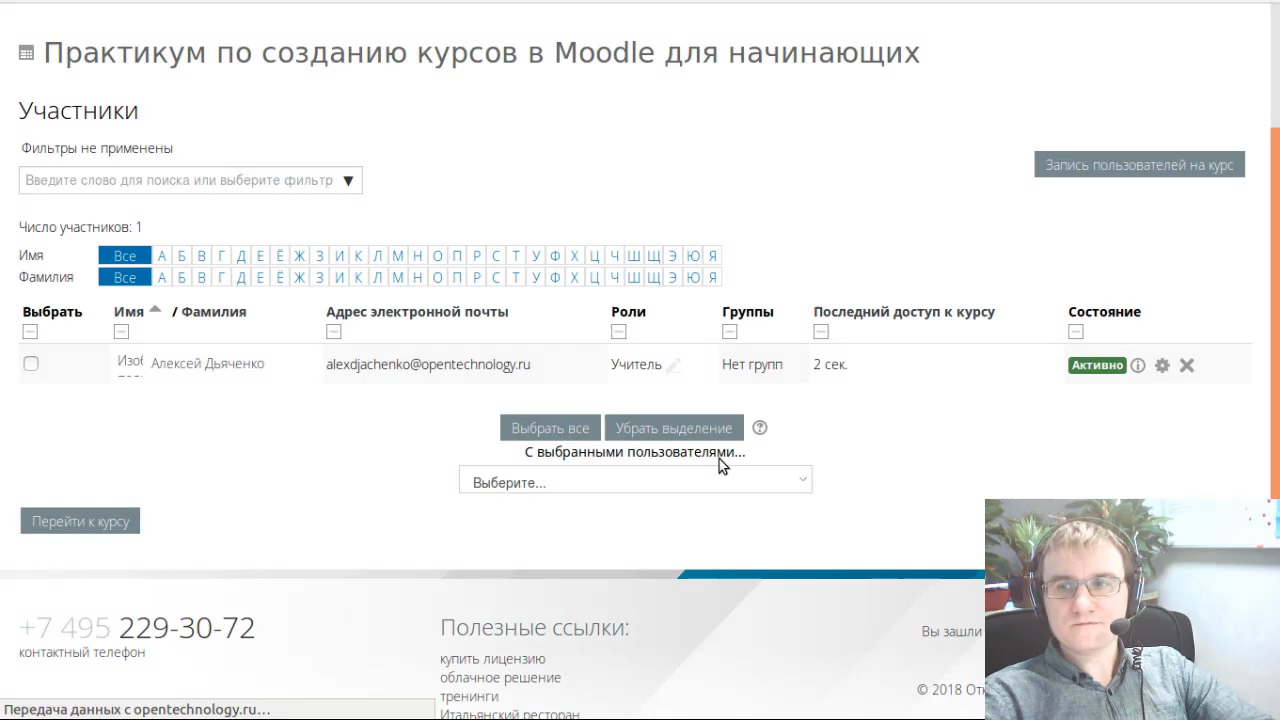 Практикум по созданию курсов в Moodle для начинающих
Участники
Фильтры не применены
Запись пользователей на курс
Введите слово для поиска или выберите фильтр ▼
Число участников: 1
Имя Все А Б В Г Д Е Ё Ж З И К Л М Н О П Р С Т У Ф Х Ц Ч Ш Щ Э Ю Я
Фамилия Все А Б В Г Д Е Ё Ж З И К Л М Н О П Р С Т У Ф Х Ц Ч Ш Щ Э Ю Я
Выбрать Имя / Фамилия Адрес электронной почты Роли Группы Последний доступ к курсу Состояние
Алексей Дьяченко alexdjachenko@opentechnology.ru Учитель Нет групп 2 сек. Активно
Выбрать все Убрать выделение ?
С выбранными пользователями...
Выберите...
Перейти к курсу
+7 495 229-30-72
контактный телефон
Полезные ссылки:
купить лицензию
облачное решение
тренинги
Итальянский ресторан
Вы зашли
© 2018
Передача данных с opentechnology.ru...